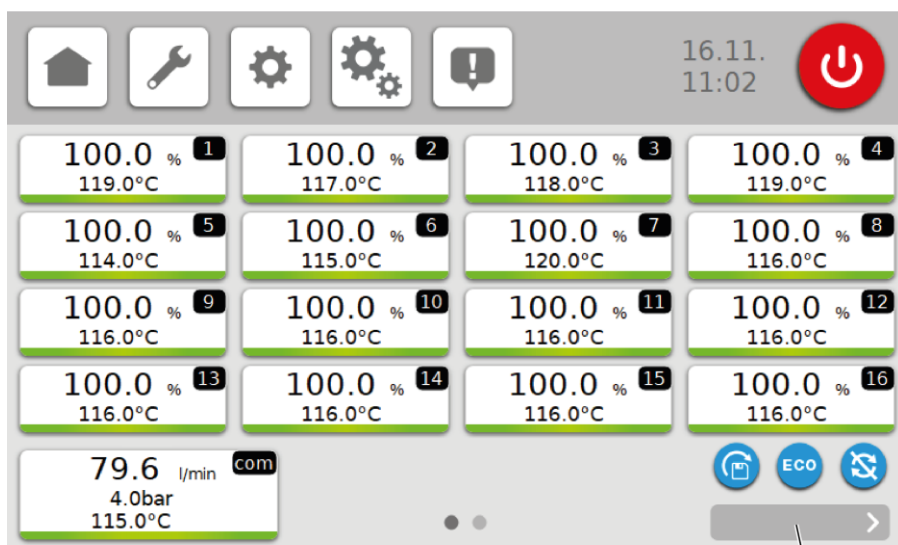 16.11.
11:02
100.0 % 1
119.0°C
100.0 % 2
117.0°C
100.0 % 3
118.0°C
100.0 % 4
119.0°C
100.0 % 5
114.0°C
100.0 % 6
115.0°C
100.0 % 7
120.0°C
100.0 % 8
116.0°C
100.0 % 9
116.0°C
100.0 % 10
116.0°C
100.0 % 11
116.0°C
100.0 % 12
116.0°C
100.0 % 13
116.0°C
100.0 % 14
116.0°C
100.0 % 15
116.0°C
100.0 % 16
116.0°C
79.6 l/min com
4.0bar
115.0°C
ECO